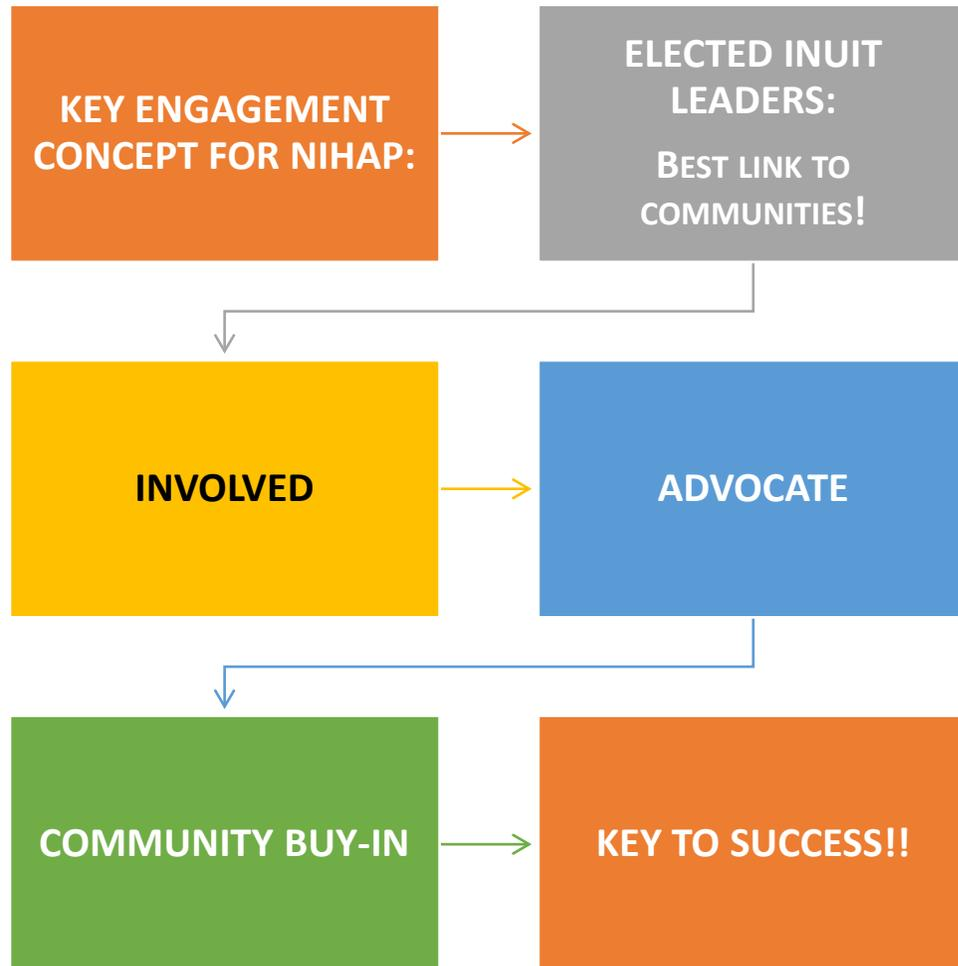 KEY ENGAGEMENT
CONCEPT FOR NIHAP:
ELECTED INUIT
LEADERS:
BEST LINK TO
COMMUNITIES!
INVOLVED
ADVOCATE
COMMUNITY BUY-IN
KEY TO SUCCESS!!